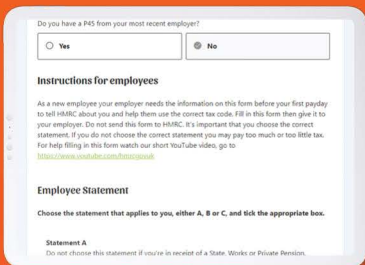 Do you have a P45 from your most recent employer?
Yes
No
Instructions for employees
As a new employee your employer needs the information on this form before your first payday
to tell HMRC about you and help them use the correct tax code. Fill in this form then give it to
your employer. Do not send this form to HMRC. It's important that you choose the correct
statement. If you do not choose the correct statement you may pay too much or too little tax.
For help filling in this form watch our short YouTube video, go to
Employee Statement
Choose the statement that applies to you, either A, B or C, and tick the appropriate box.
Statement A
Do not choose this statement if you're in receipt of a State, Works or Private Pension.